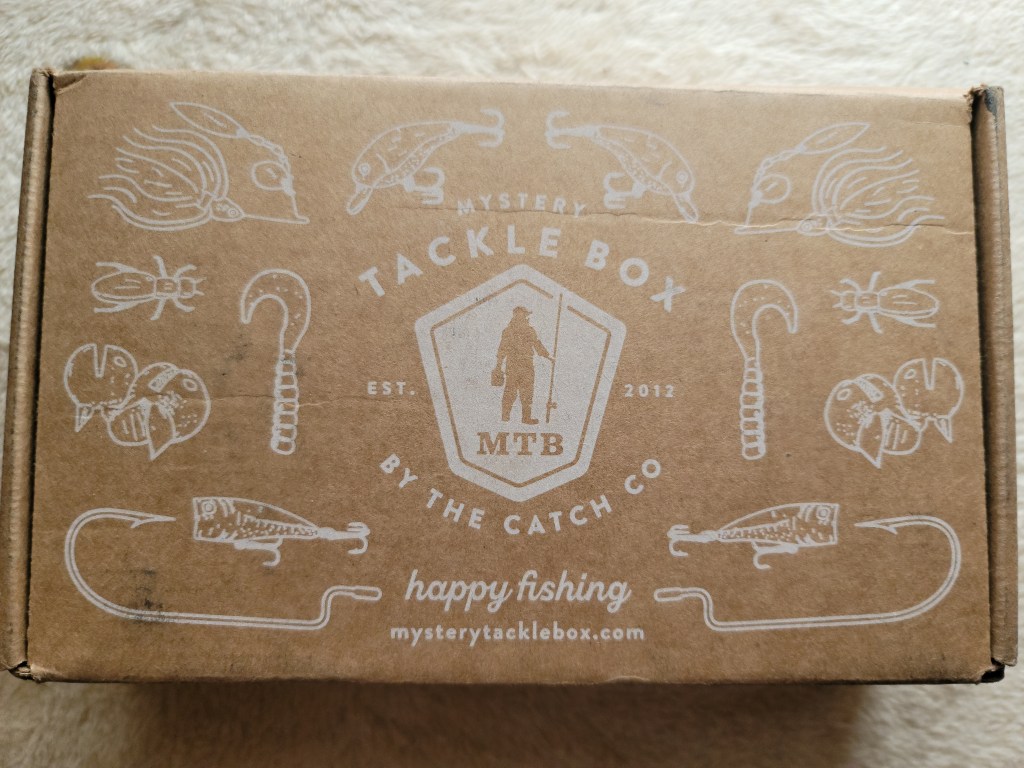 MYSTERY
TACKLE BOX
EST. 2012
MTB
BY THE CATCH CO
happy fishing
mysterytacklebox.com